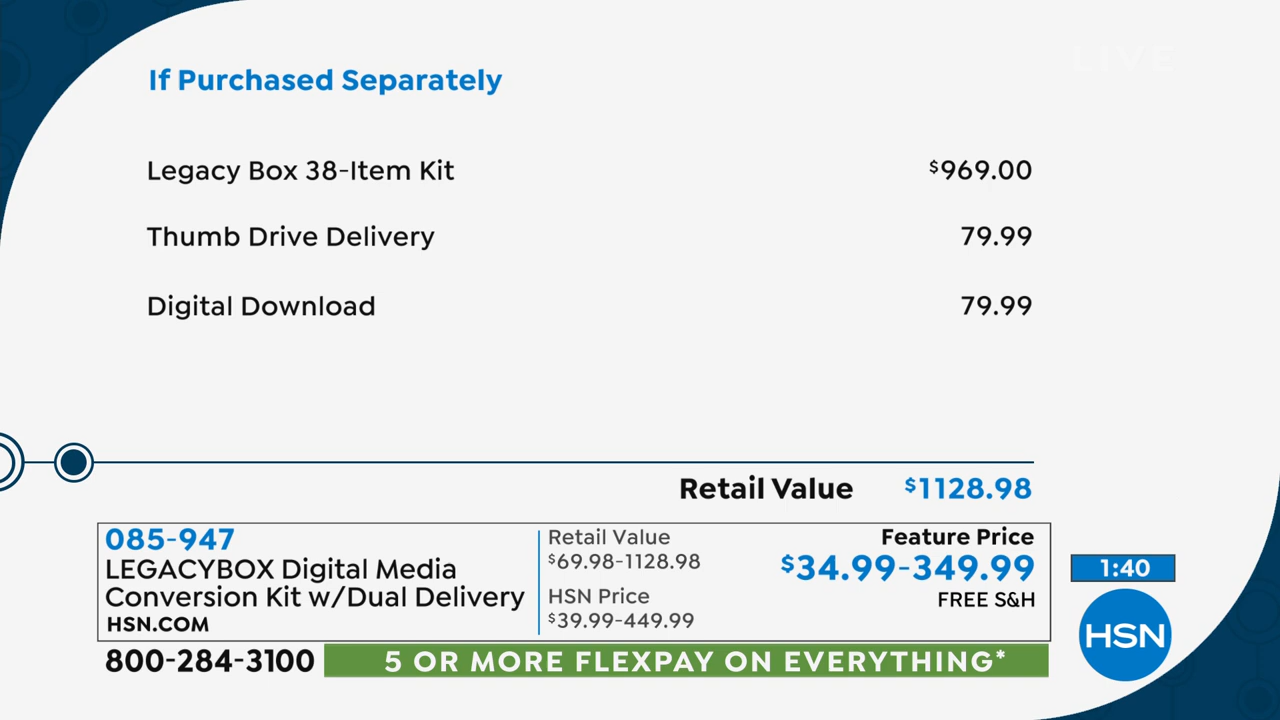 LIVE
If Purchased Separately
Legacy Box 38-Item Kit $969.00
Thumb Drive Delivery 79.99
Digital Download 79.99
Retail Value $1128.98
085-947
LEGACYBOX Digital Media
Conversion Kit w/Dual Delivery
HSN.COM
Retail Value
$69.98-1128.98
HSN Price
$39.99-449.99
Feature Price
$34.99-349.99
FREE S&H
1:40
HSN
800-284-3100
5 OR MORE FLEXPAY ON EVERYTHING*